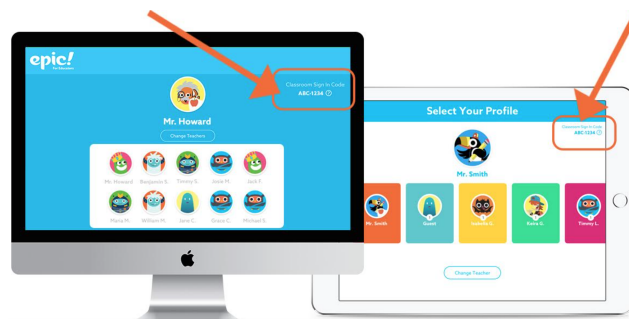 epic!
For Educators
Classroom Sign In Code
ABC-1234 ?
Mr. Howard
Change Teachers
Mr. Howard Benjamin S. Timmy S. Josie M. Jack F.
Maria M. William M. Jane C. Grace C. Michael S.
Select Your Profile
Classroom Sign In Code
ABC-1234 ?
Mr. Smith
Mr. Smith Guest Isabella G. Keira G. Timmy L.
Change Teacher